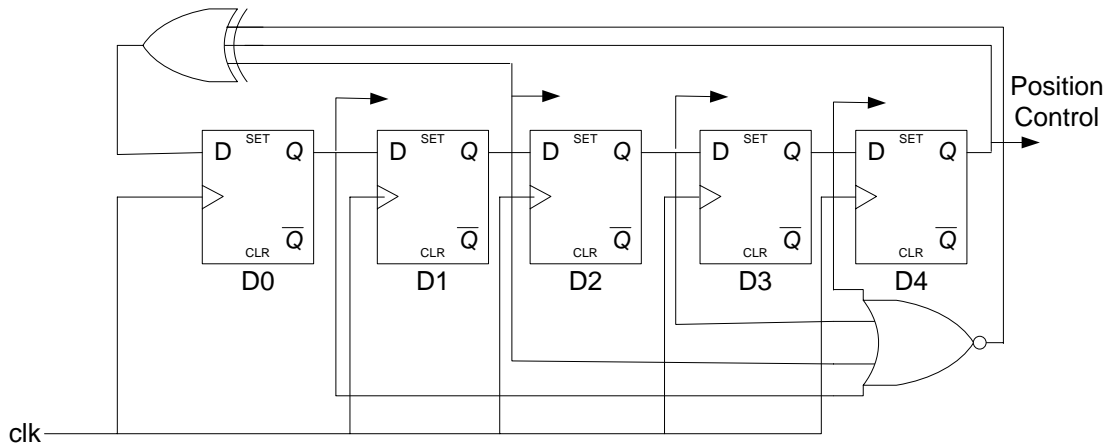 Position
Control
SET SET SET SET SET
D Q D Q D Q D Q D Q
Q Q Q Q Q
CLR CLR CLR CLR CLR
D0 D1 D2 D3 D4
clk